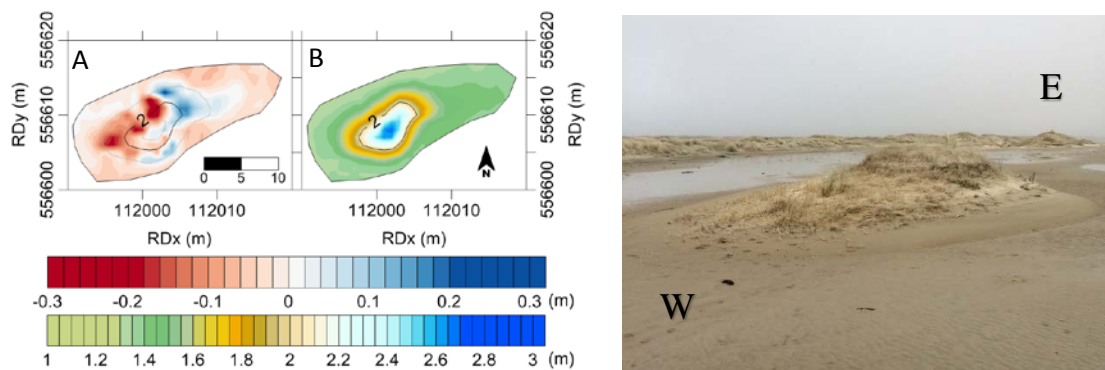 A
B
556620
556610
556600
RDy (m)
2
0 5 10
112000 112010
RDx (m)
2
N
112000 112010
RDx (m)
556620
556610
556600
RDy (m)
-0.3 -0.2 -0.1 0 0.1 0.2 0.3 (m)
1 1.2 1.4 1.6 1.8 2 2.2 2.4 2.6 2.8 3 (m)
E
W